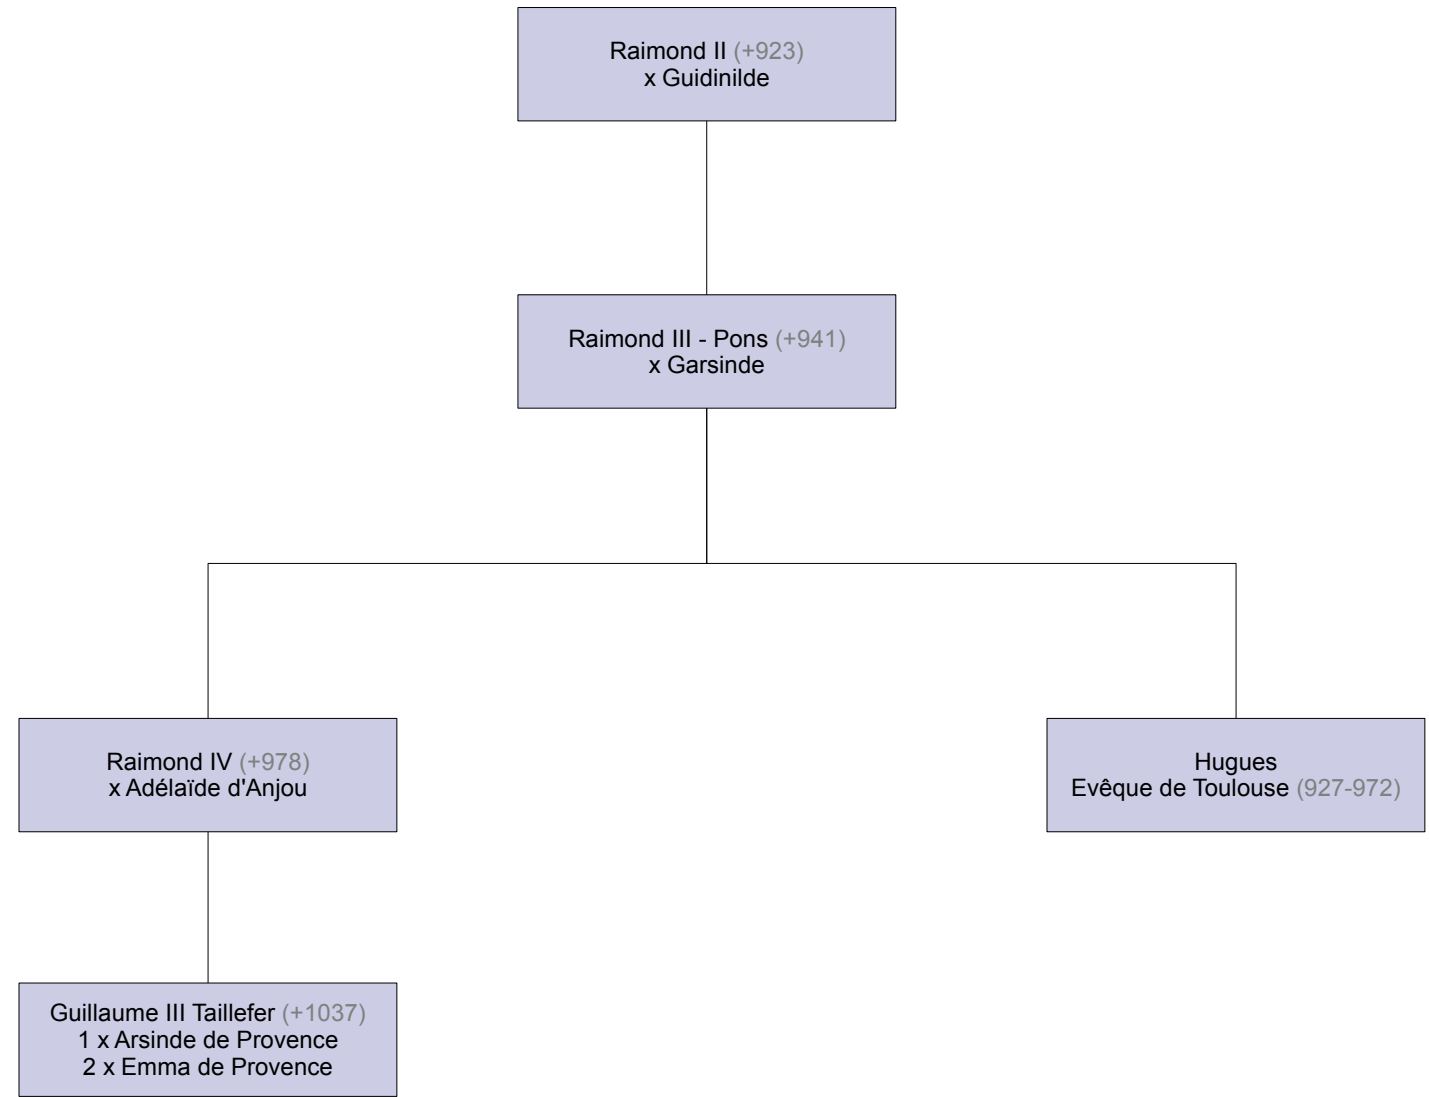 Raimond II (+923)
x Guidinilde
Raimond III - Pons (+941)
x Garsinde
Raimond IV (+978)
x Adélaïde d'Anjou
Hugues
Evêque de Toulouse (927-972)
Guillaume III Taillefer (+1037)
1 x Arsinde de Provence
2 x Emma de Provence